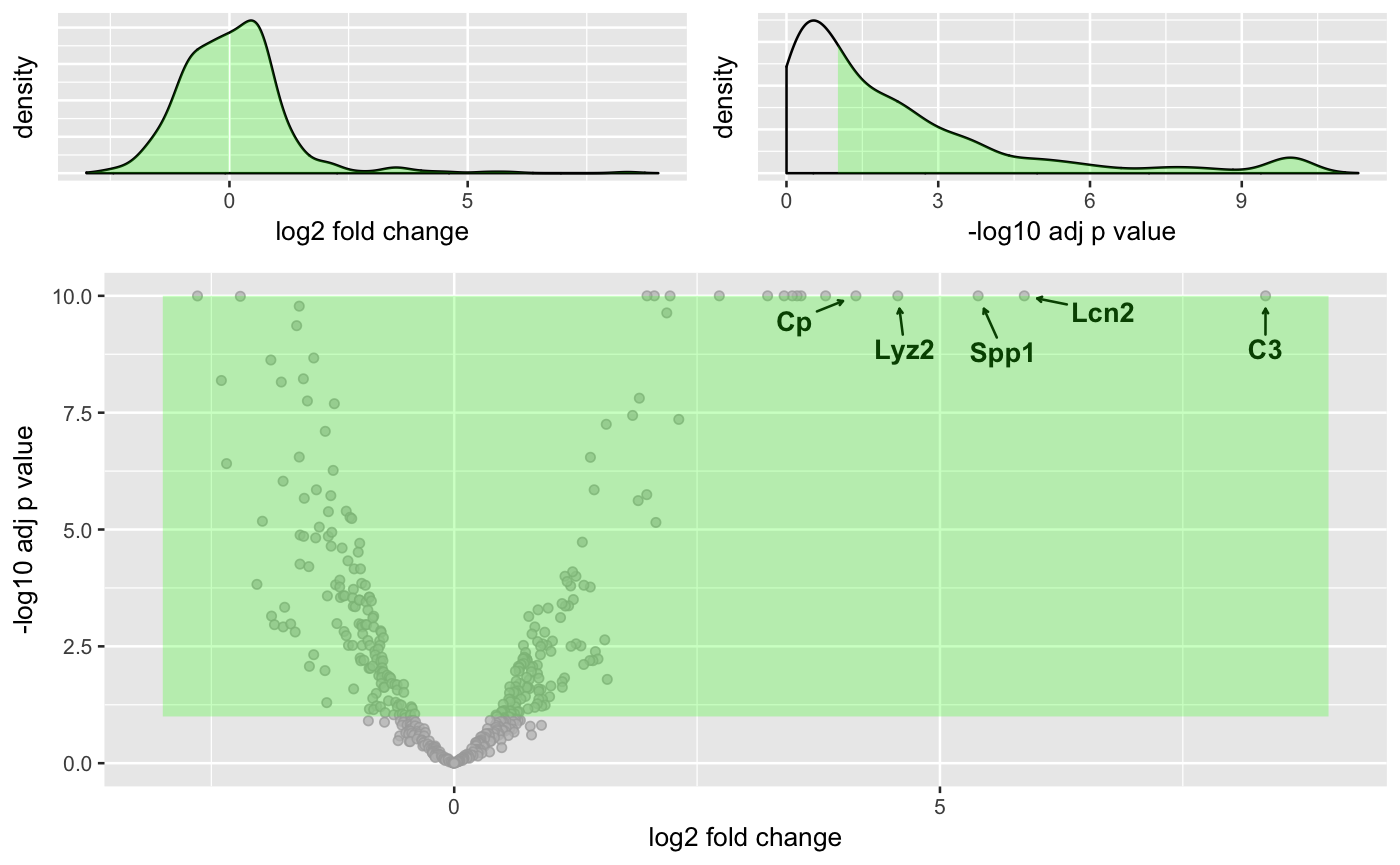 density
0
5
log2 fold change
density
0
3
6
9
-log10 adj p value
-log10 adj p value
10.0
7.5
5.0
2.5
0.0
Cp
Lyz2
Spp1
Lcn2
C3
0
5
log2 fold change